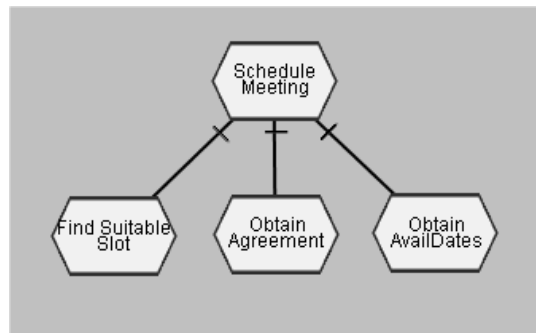 Schedule
Meeting
Find Suitable
Slot
Obtain
Agreement
Obtain
AvailDates